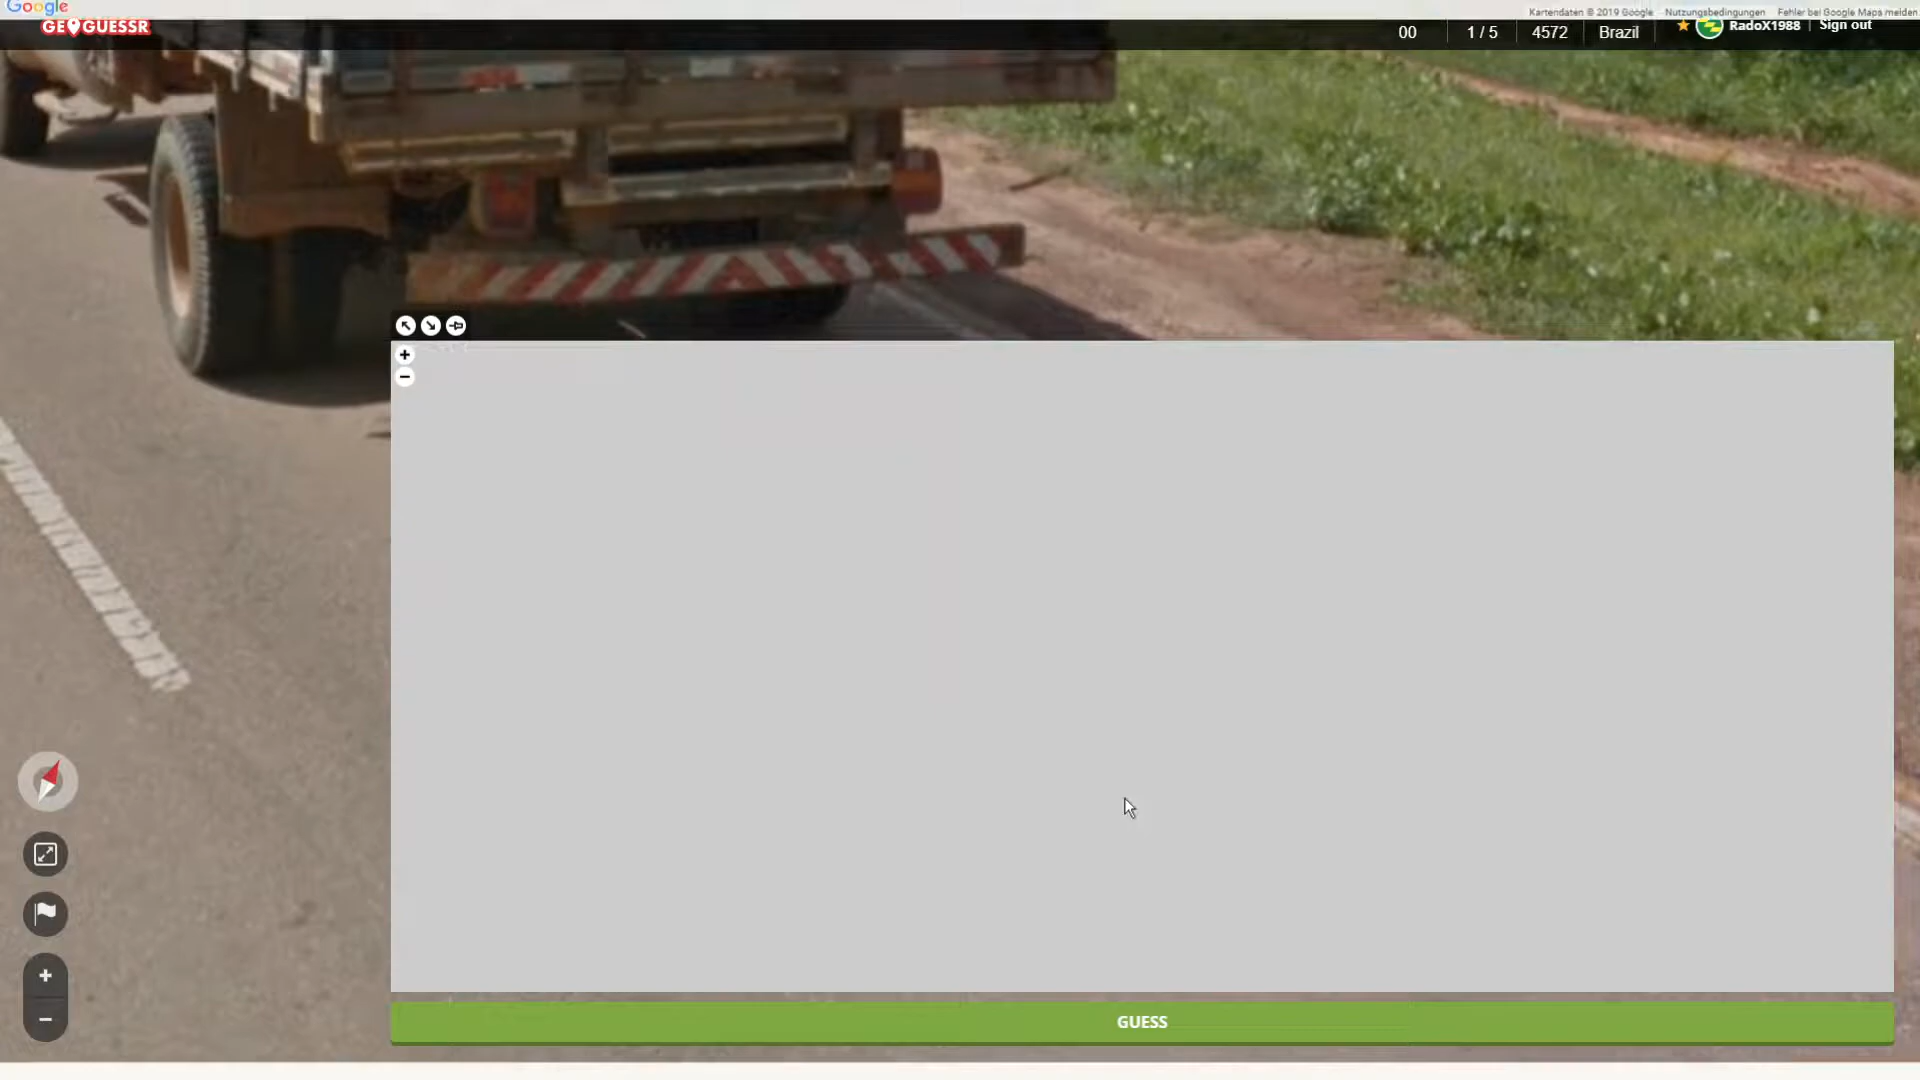 Google
Kartendaten © 2019 Google Nutzungsbedingungen Fehler bei Google Maps melden
GEOGUESSR
00 1 / 5 4572 Brazil RadoX1988 | Sign out
GUESS